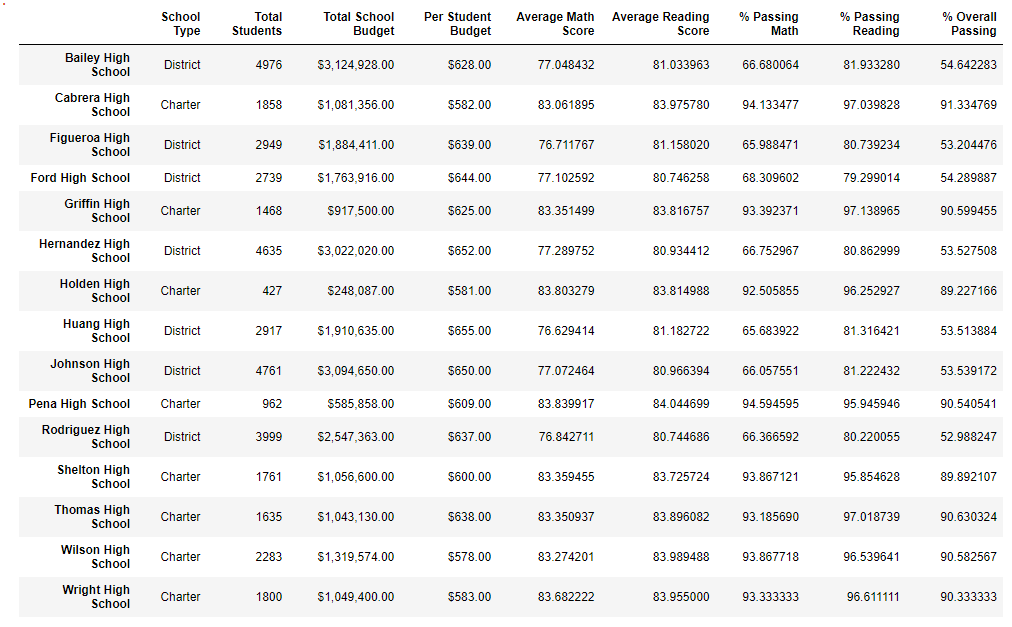 School Type Total Students Total School Budget Per Student Budget Average Math Score Average Reading Score % Passing Math % Passing Reading % Overall Passing
Bailey High School District 4976 $3,124,928.00 $628.00 77.048432 81.033963 66.680064 81.933280 54.642283
Cabrera High School Charter 1858 $1,081,356.00 $582.00 83.061895 83.975780 94.133477 97.039828 91.334769
Figueroa High School District 2949 $1,884,411.00 $639.00 76.711767 81.158020 65.988471 80.739234 53.204476
Ford High School District 2739 $1,763,916.00 $644.00 77.102592 80.746258 68.309602 79.299014 54.289887
Griffin High School Charter 1468 $917,500.00 $625.00 83.351499 83.816757 93.392371 97.138965 90.599455
Hernandez High School District 4635 $3,022,020.00 $652.00 77.289752 80.934412 66.752967 80.862999 53.527508
Holden High School Charter 427 $248,087.00 $581.00 83.803279 83.814988 92.505855 96.252927 89.227166
Huang High School District 2917 $1,910,635.00 $655.00 76.629414 81.182722 65.683922 81.316421 53.513884
Johnson High School District 4761 $3,094,650.00 $650.00 77.072464 80.966394 66.057551 81.222432 53.539172
Pena High School Charter 962 $585,858.00 $609.00 83.839917 84.044699 94.594595 95.945946 90.540541
Rodriguez High School District 3999 $2,547,363.00 $637.00 76.842711 80.744686 66.366592 80.220055 52.988247
Shelton High School Charter 1761 $1,056,600.00 $600.00 83.359455 83.725724 93.867121 95.854628 89.892107
Thomas High School Charter 1635 $1,043,130.00 $638.00 83.350937 83.896082 93.185690 97.018739 90.630324
Wilson High School Charter 2283 $1,319,574.00 $578.00 83.274201 83.989488 93.867718 96.539641 90.582567
Wright High School Charter 1800 $1,049,400.00 $583.00 83.682222 83.955000 93.333333 96.611111 90.333333